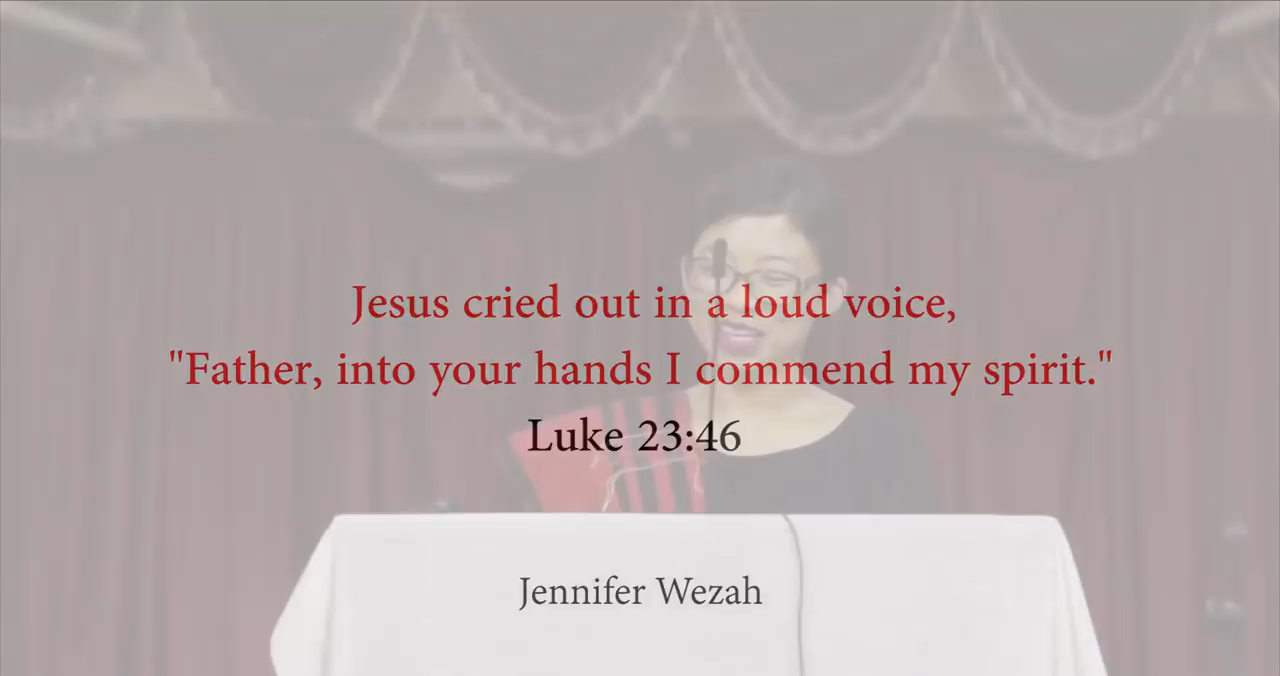 Jesus cried out in a loud voice,
"Father, into your hands I commend my spirit."
Luke 23:46
Jennifer Wezah